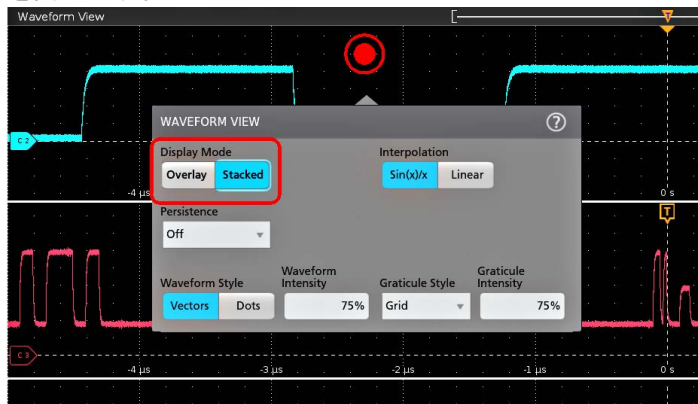 Waveform View
T
C 2
WAVEFORM VIEW
?
Display Mode
Interpolation
Overlay Stacked
Sin(x)/x Linear
-4 µs
0 s
Persistence
T
Off
Waveform Style
Waveform Intensity
Graticule Style
Graticule Intensity
Vectors Dots
75%
Grid
75%
C 3
-4 µs
-3 µs
-2 µs
-1 µs
0 s